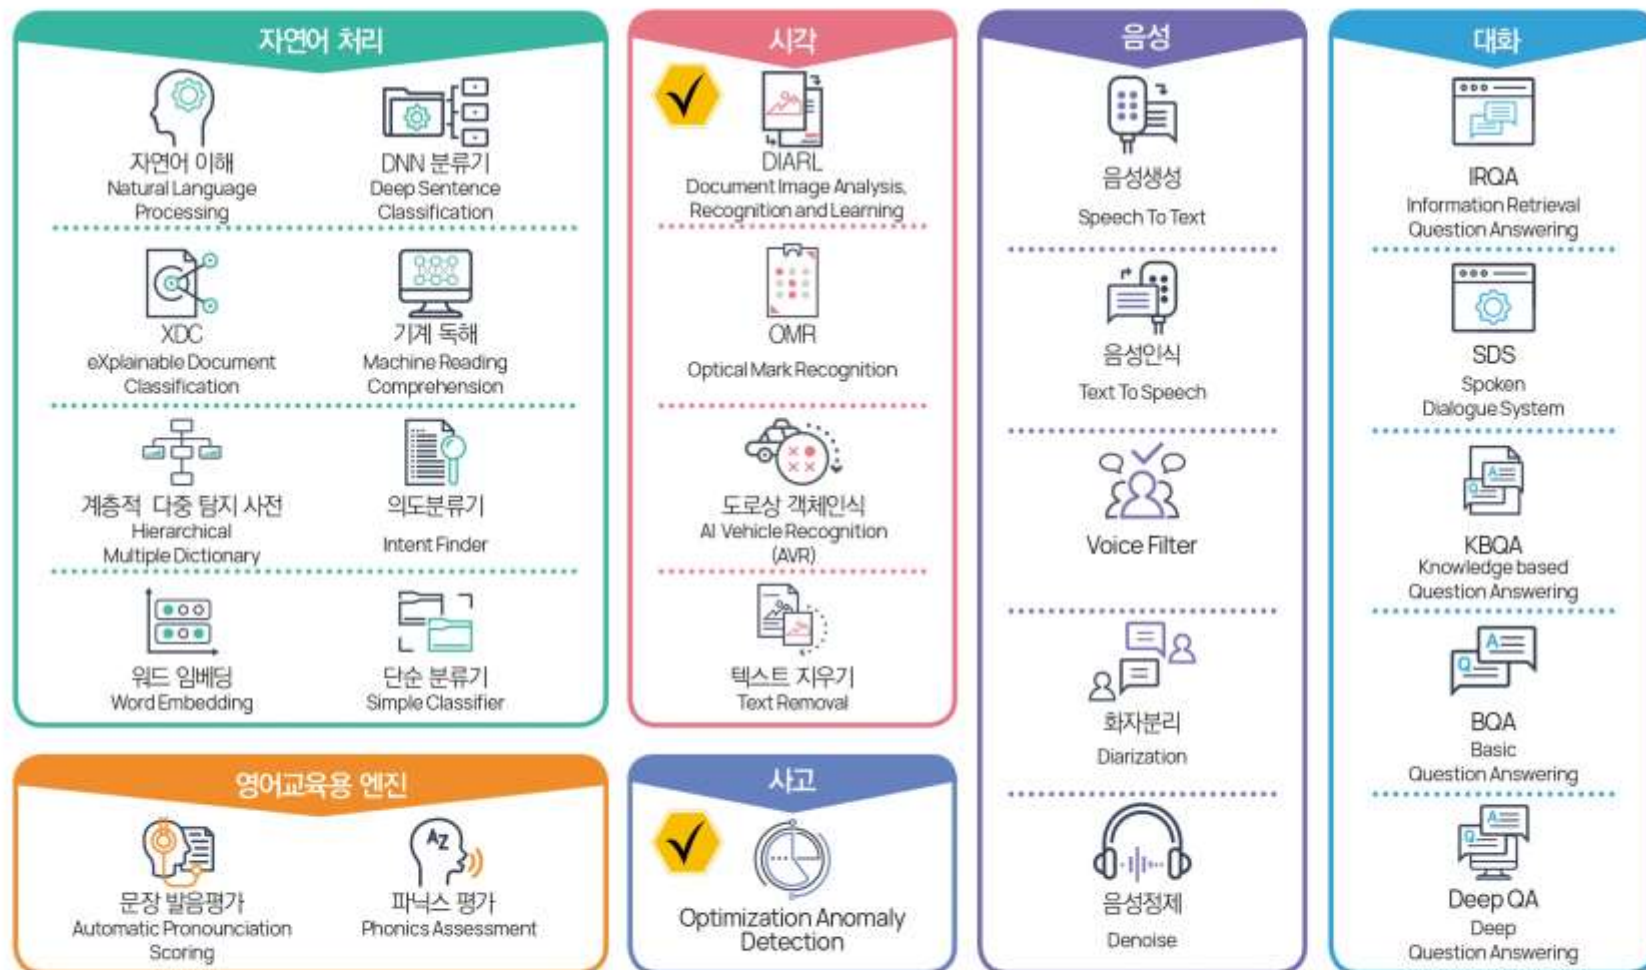 자연어 처리
자연어 이해
Natural Language
Processing
DNN 분류기
Deep Sentence
Classification
XDC
eXplainable Document
Classification
기계 독해
Machine Reading
Comprehension
계층적 다중 탐지 사전
Hierarchical
Multiple Dictionary
의도분류기
Intent Finder
워드 임베딩
Word Embedding
단순 분류기
Simple Classifier
시각
DIARL
Document Image Analysis,
Recognition and Learning
OMR
Optical Mark Recognition
도로상 객체인식
AI Vehicle Recognition
(AVR)
텍스트 지우기
Text Removal
음성
음성생성
Speech To Text
음성인식
Text To Speech
Voice Filter
화자분리
Diarization
음성정제
Denoise
대화
IRQA
Information Retrieval
Question Answering
SDS
Spoken
Dialogue System
Q
A
KBQA
Knowledge based
Question Answering
Q
A
BQA
Basic
Question Answering
Q
A
Deep QA
Deep
Question Answering
영어교육용 엔진
문장 발음평가
Automatic Pronounciation
Scoring
AZ
파닉스 평가
Phonics Assessment
사고
Optimization Anomaly
Detection